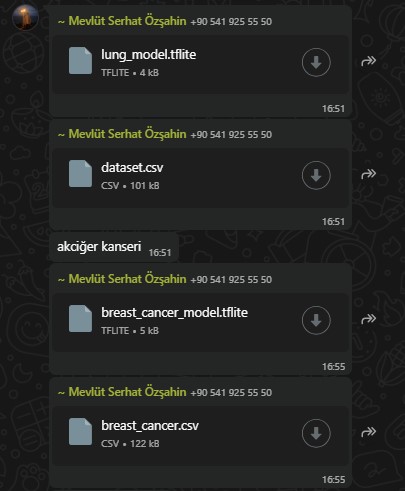 ~ Mevlüt Serhat Özşahin +90 541 925 55 50
lung_model.tflite
TFLITE • 4 kB
16:51
~ Mevlüt Serhat Özşahin +90 541 925 55 50
dataset.csv
CSV • 101 kB
16:51
akciğer kanseri 16:51
~ Mevlüt Serhat Özşahin +90 541 925 55 50
breast_cancer_model.tflite
TFLITE • 5 kB
16:55
~ Mevlüt Serhat Özşahin +90 541 925 55 50
breast_cancer.csv
CSV • 122 kB
16:55